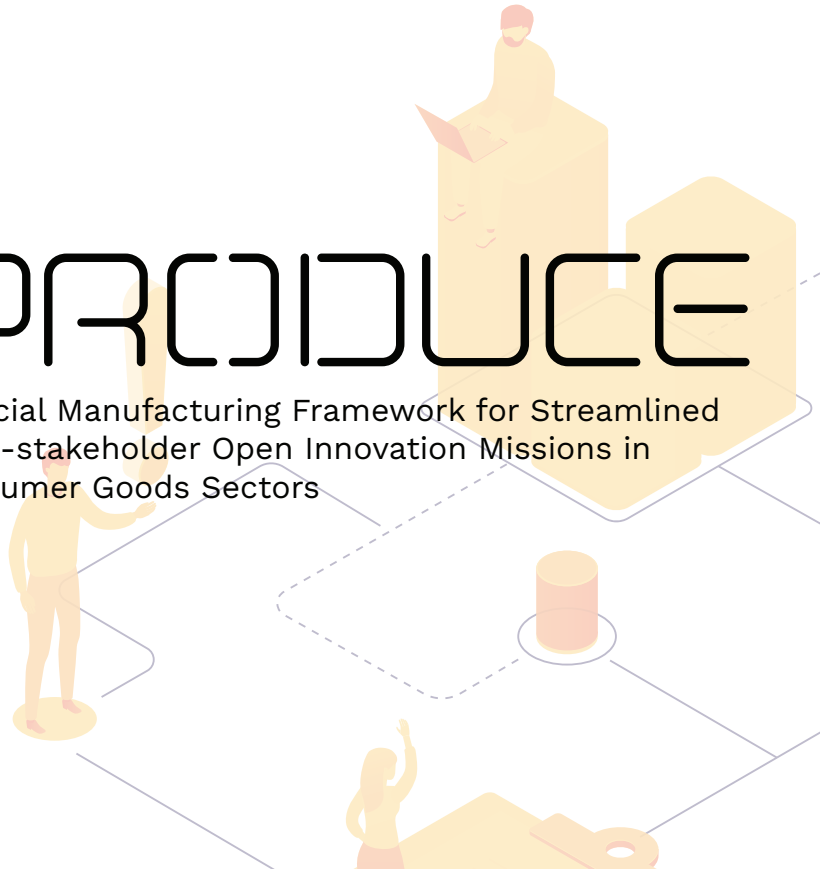 PRODUCE
cial Manufacturing Framework for Streamlined
-stakeholder Open Innovation Missions in
umer Goods Sectors